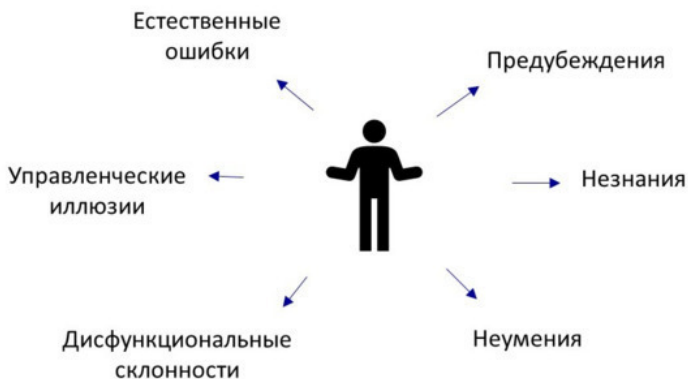 Естественные
ошибки
Предубеждения
Управленческие
иллюзии
Незнания
Дисфункциональные
склонности
Неумения